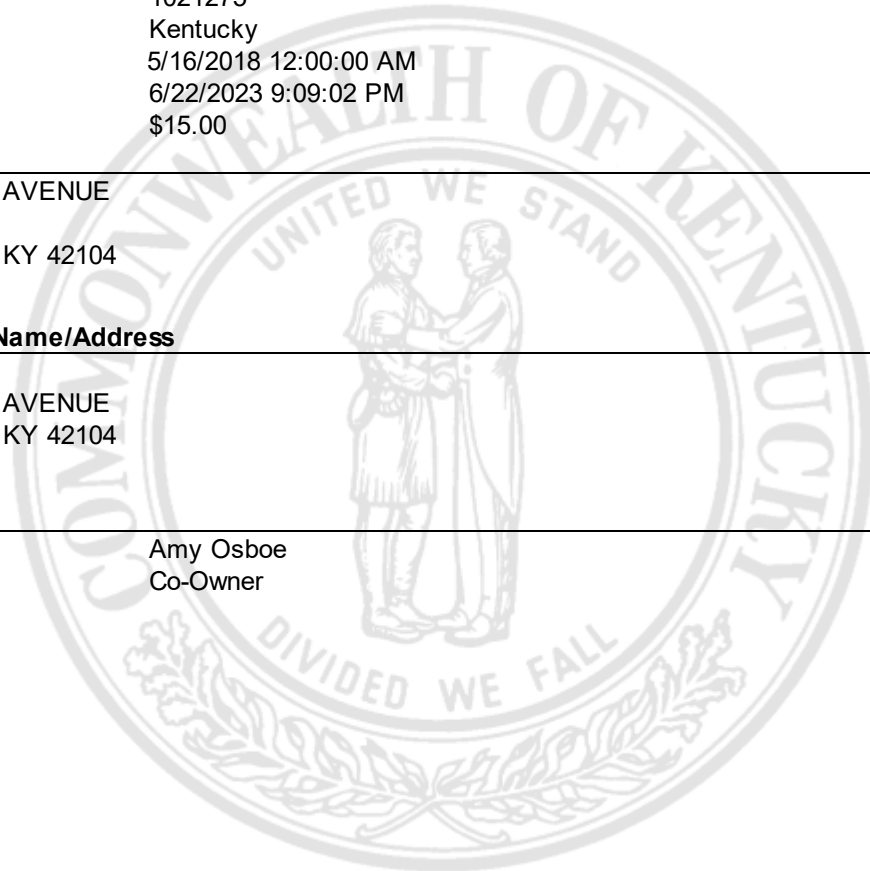 Kentucky
5/16/2018 12:00:00 AM
6/22/2023 9:09:02 PM
$15.00
AVENUE
KY 42104
Name/Address
AVENUE
KY 42104
Amy Osboe
Co-Owner
COMMONWEALTH OF KENTUCKY
UNITED WE STAND
DIVIDED WE FALL